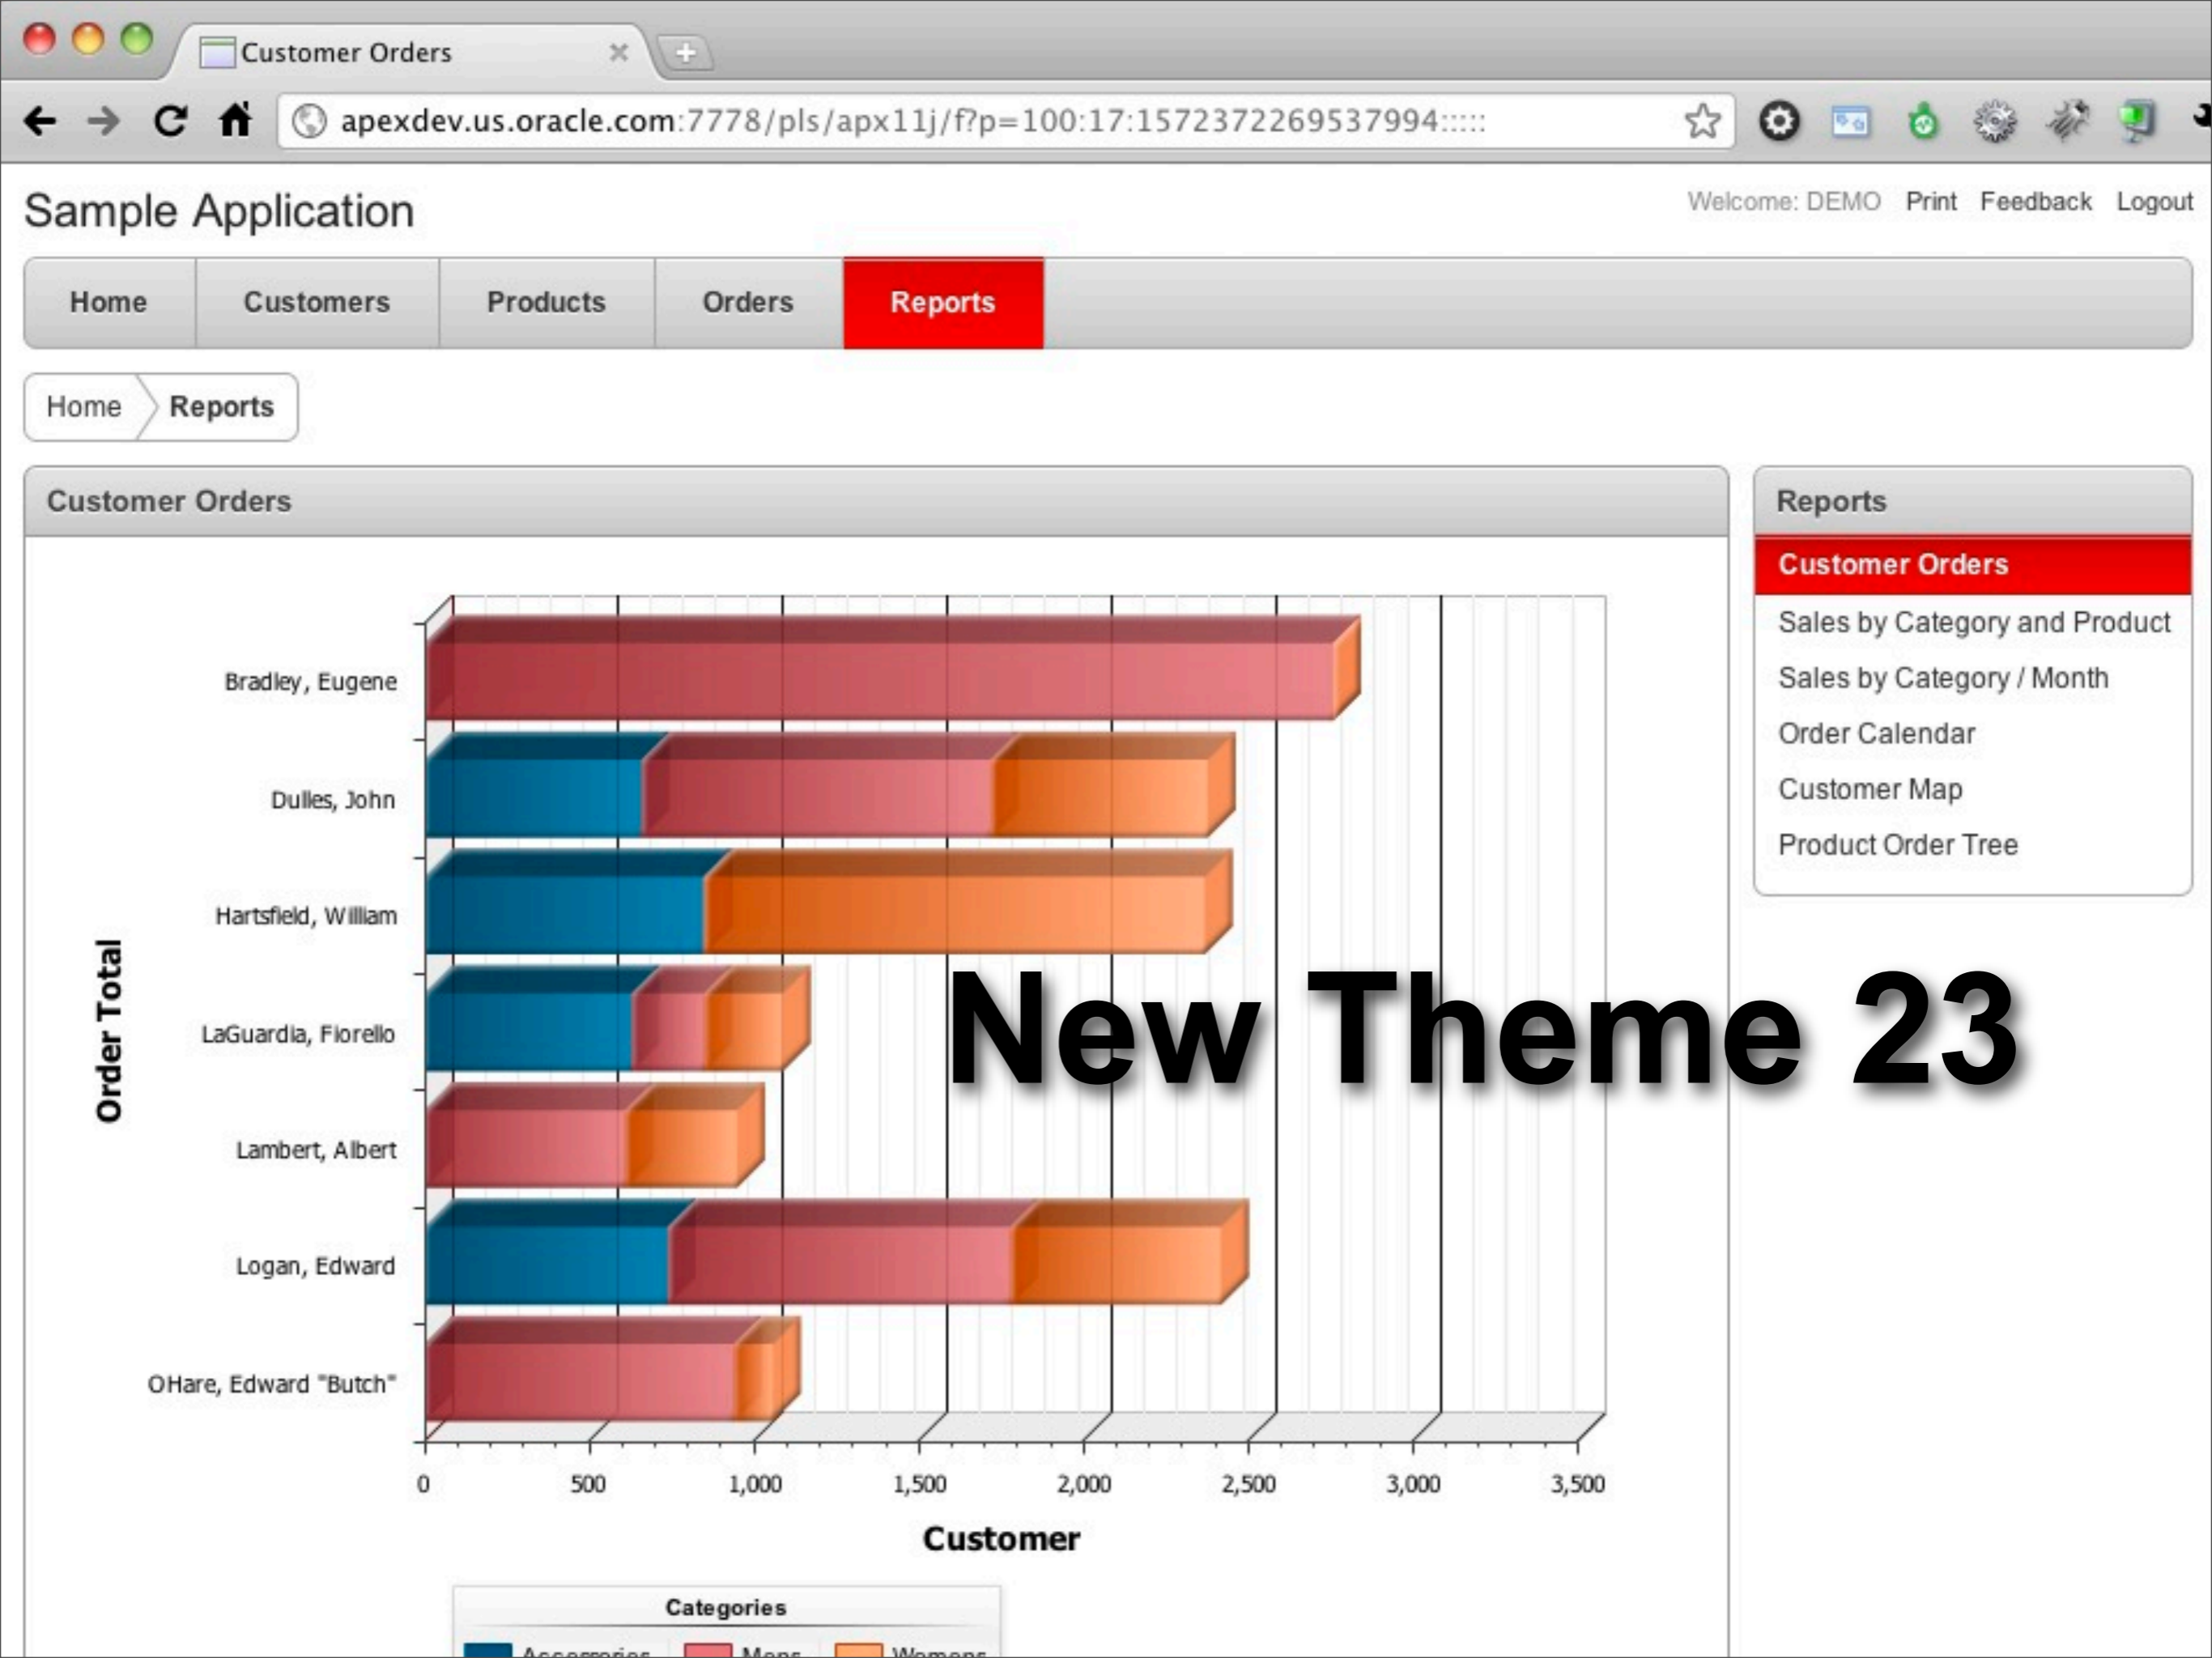 Customer Orders
apexdev.us.oracle.com:7778/pls/apx11j/f?p=100:17:1572372269537994:::::
Sample Application
Welcome: DEMO Print Feedback Logout
Home Customers Products Orders Reports
Home Reports
Customer Orders
Reports
Customer Orders
Sales by Category and Product
Sales by Category / Month
Order Calendar
Customer Map
Product Order Tree
Order Total
Bradley, Eugene
Dulles, John
Hartsfield, William
LaGuardia, Fiorello
Lambert, Albert
Logan, Edward
OHare, Edward "Butch"
New Theme 23
0 500 1,000 1,500 2,000 2,500 3,000 3,500
Customer
Categories
Accessories Mens Womens